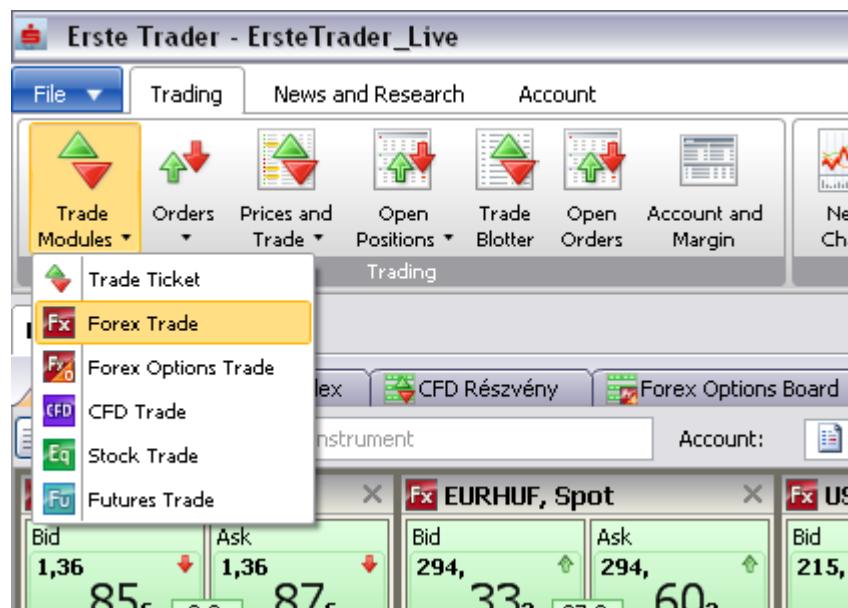 Erste Trader - ErsteTrader_Live
File Trading News and Research Account
Trade Modules Orders Prices and Trade Open Positions Trade Blotter Open Orders Account and Margin
Trading
Trade Ticket
Fx Forex Trade
Fx O Forex Options Trade
CFD CFD Trade
Eq Stock Trade
Fu Futures Trade
CFD Részvény Forex Options Board
Account:
Fx EURHUF, Spot Fx
Bid Ask Bid Ask Bid
1,36 1,36 294, 294, 215,
85 87 33 60